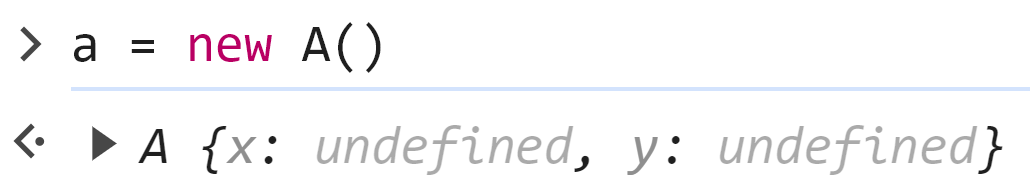 a = new A()
A {x: undefined, y: undefined}